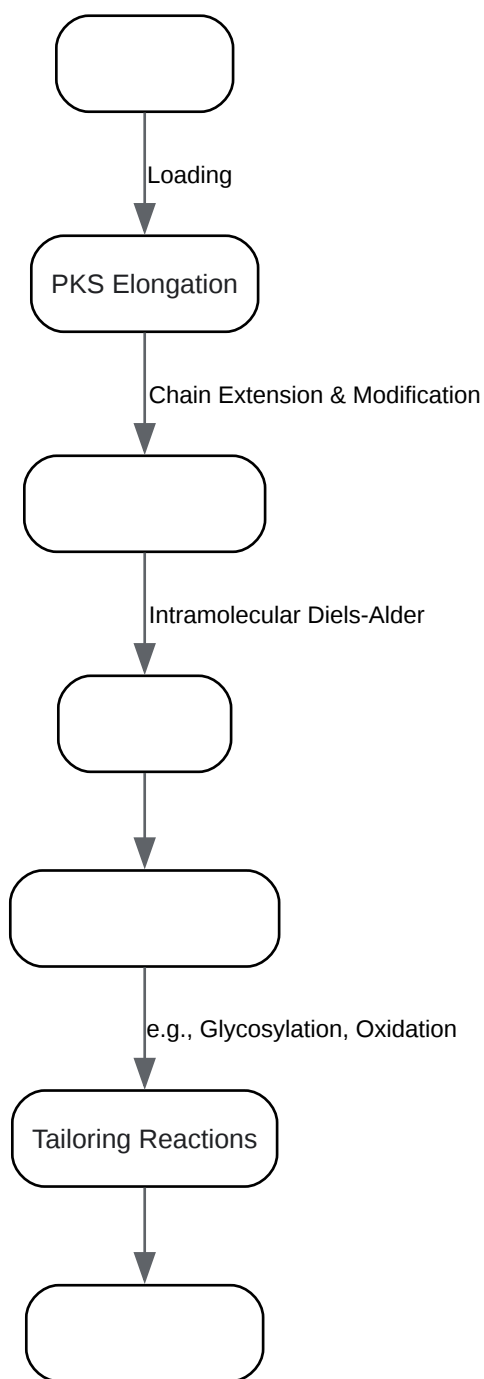 Loading
PKS Elongation
Chain Extension & Modification
Intramolecular Diels-Alder
e.g., Glycosylation, Oxidation
Tailoring Reactions